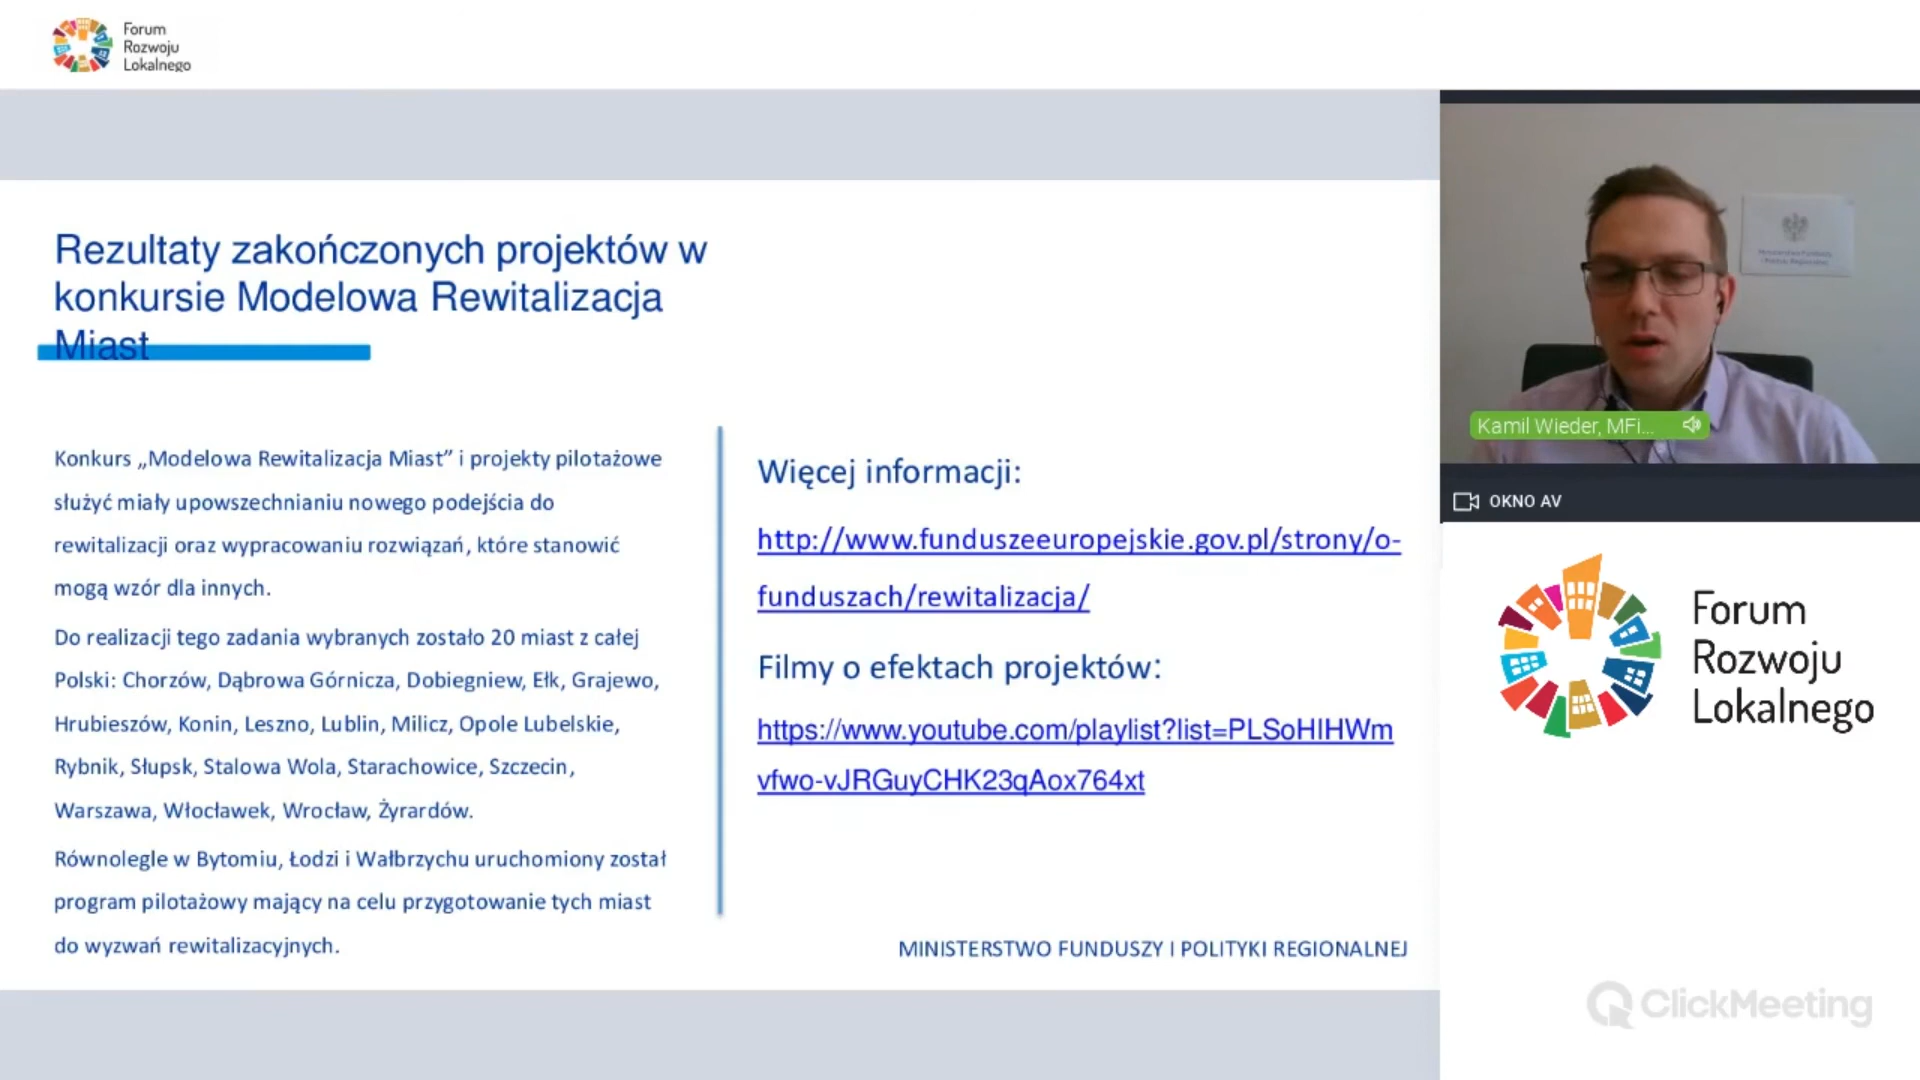 Forum
Rozwoju
Lokalnego
Rezultaty zakończonych projektów w
konkursie Modelowa Rewitalizacja
Miast
Konkurs „Modelowa Rewitalizacja Miast” i projekty pilotażowe
służyć miały upowszechnianiu nowego podejścia do
rewitalizacji oraz wypracowaniu rozwiązań, które stanowić
mogą wzór dla innych.
Do realizacji tego zadania wybranych zostało 20 miast z całej
Polski: Chorzów, Dąbrowa Górnicza, Dobiegniew, Ełk, Grajewo,
Hrubieszów, Konin, Leszno, Lublin, Milicz, Opole Lubelskie,
Rybnik, Słupsk, Stalowa Wola, Starachowice, Szczecin,
Warszawa, Włocławek, Wrocław, Żyrardów.
Równolegle w Bytomiu, Łodzi i Wałbrzychu uruchomiony został
program pilotażowy mający na celu przygotowanie tych miast
do wyzwań rewitalizacyjnych.
Więcej informacji:
http://www.funduszeeuropejskie.gov.pl/strony/o-
funduszach/rewitalizacja/
Filmy o efektach projektów:
https://www.youtube.com/playlist?list=PLSoHIHWm
vfwo-vJRGuyCHK23qAox764xt
MINISTERSTWO FUNDUSZY I POLITYKI REGIONALNEJ
Ministerstwo Funduszy
i Polityki Regionalnej
Kamil Wieder, MFi...
OKNO AV
Forum
Rozwoju
Lokalnego
ClickMeeting